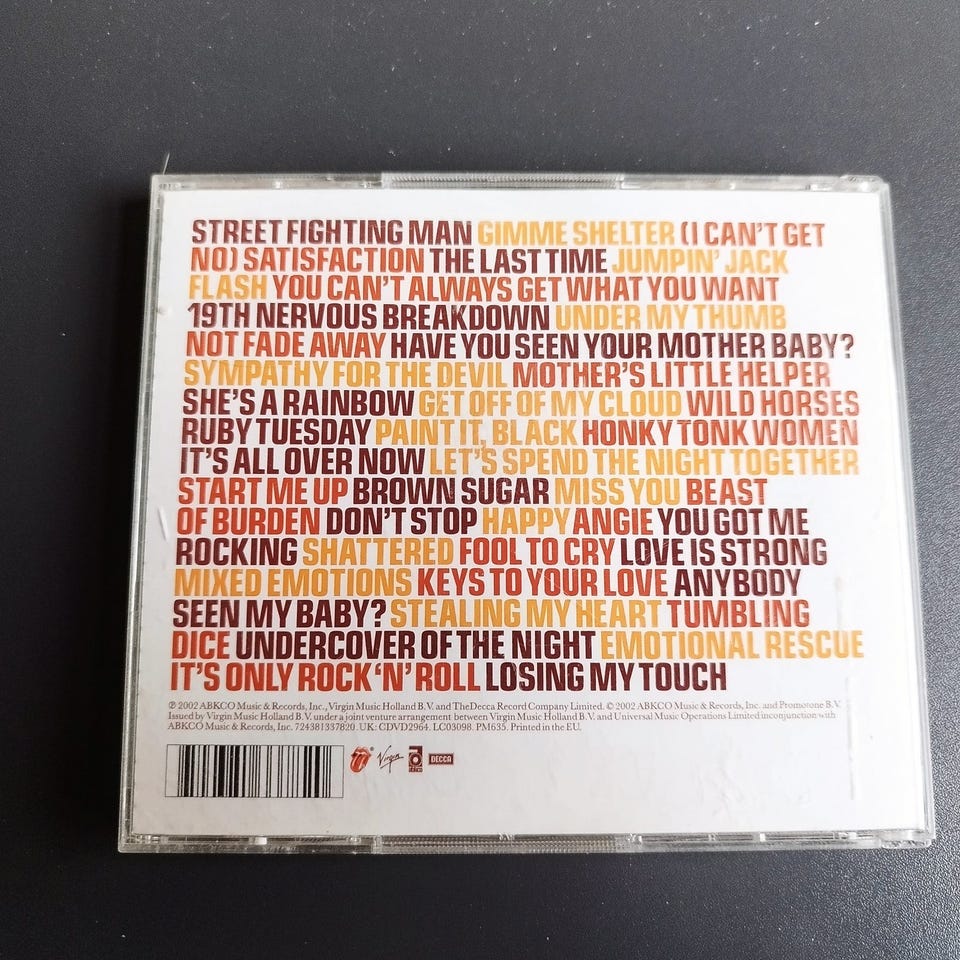 STREET FIGHTING MAN GIMME SHELTER (I CAN'T GET
NO) SATISFACTION THE LAST TIME JUMPIN' JACK
FLASH YOU CAN'T ALWAYS GET WHAT YOU WANT
19TH NERVOUS BREAKDOWN UNDER MY THUMB
NOT FADE AWAY HAVE YOU SEEN YOUR MOTHER BABY?
SYMPATHY FOR THE DEVIL MOTHER'S LITTLE HELPER
SHE'S A RAINBOW GET OFF OF MY CLOUD WILD HORSES
RUBY TUESDAY PAINT IT, BLACK HONKY TONK WOMEN
IT'S ALL OVER NOW LET'S SPEND THE NIGHT TOGETHER
START ME UP BROWN SUGAR MISS YOU BEAST
OF BURDEN DON'T STOP HAPPY ANGIE YOU GOT ME
ROCKING SHATTERED FOOL TO CRY LOVE IS STRONG
MIXED EMOTIONS KEYS TO YOUR LOVE ANYBODY
SEEN MY BABY? STEALING MY HEART TUMBLING
DICE UNDERCOVER OF THE NIGHT EMOTIONAL RESCUE
IT'S ONLY ROCK 'N' ROLL LOSING MY TOUCH
℗ 2002 ABKCO Music & Records, Inc., Virgin Music Holland B.V. and The Decca Record Company Limited. © 2002 ABKCO Music & Records, Inc. and Promotone B.V.
Issued by Virgin Music Holland B.V. under a joint venture arrangement between Virgin Music Holland B.V. and Universal Music Operations Limited in conjunction with
ABKCO Music & Records, Inc. 724381337820. UK: CDVD2964. LC03098. PM635. Printed in the EU.
Virgin abkco DECCA